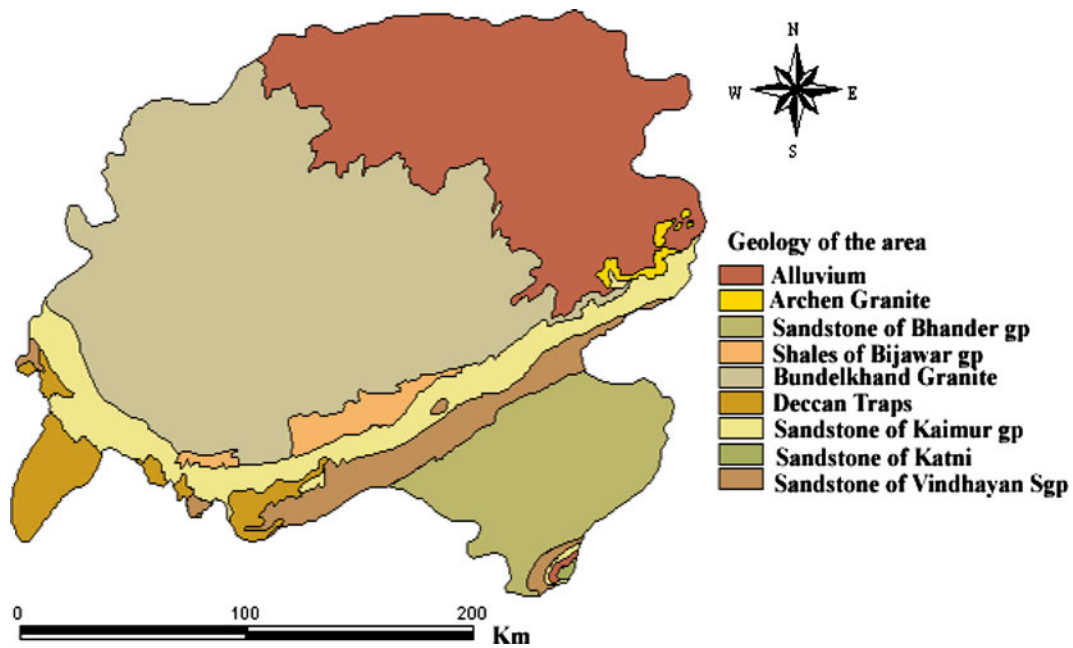 N
W E
S
Geology of the area
Alluvium
Archen Granite
Sandstone of Bhander gp
Shales of Bijawar gp
Bundelkhand Granite
Deccan Traps
Sandstone of Kaimur gp
Sandstone of Katni
Sandstone of Vindhayan Sgp
0 100 200
Km